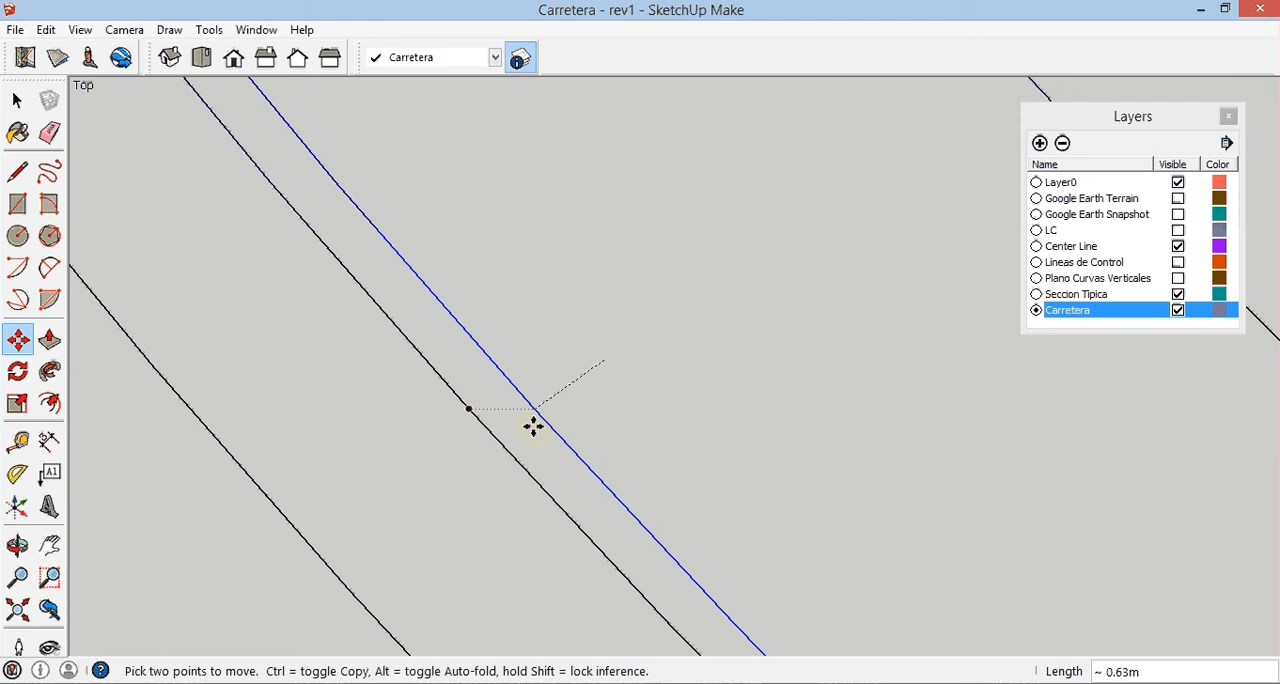 Carretera - rev1 - SketchUp Make
File Edit View Camera Draw Tools Window Help
Carretera
Top
Layers
Name Visible Color
Layer0
Google Earth Terrain
Google Earth Snapshot
LC
Center Line
Lineas de Control
Plano Curvas Verticales
Seccion Tipica
Carretera
A1
Pick two points to move. Ctrl = toggle Copy, Alt = toggle Auto-fold, hold Shift = lock inference.
Length ~ 0.63m